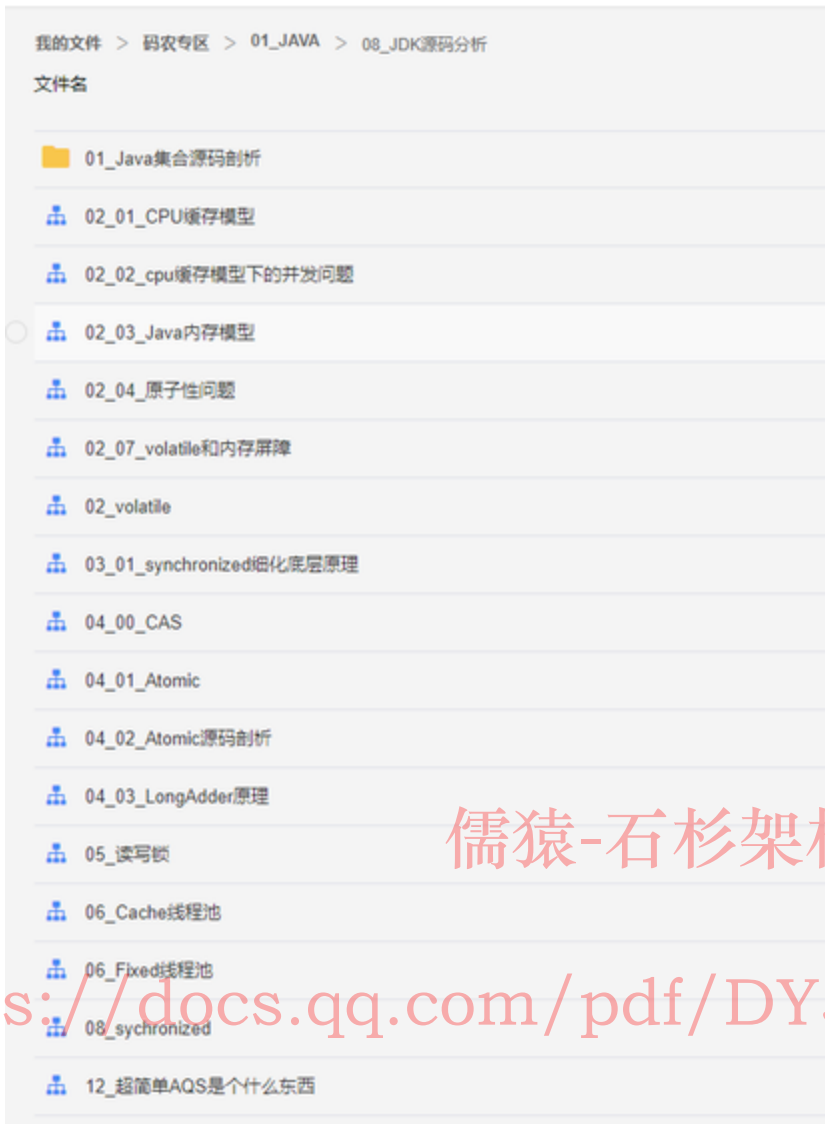 我的文件 > 码农专区 > 01_JAVA > 08_JDK源码分析
文件名
01_Java集合源码剖析
02_01_CPU缓存模型
02_02_cpu缓存模型下的并发问题
02_03_Java内存模型
02_04_原子性问题
02_07_volatile和内存屏障
02_volatile
03_01_synchronized细化底层原理
04_00_CAS
04_01_Atomic
04_02_Atomic源码剖析
04_03_LongAdder原理
儒猿-石杉架构
05_读写锁
06_Cache线程池
06_Fixed线程池
s://docs.qq.com/pdf/DY
08_sychronized
12_超简单AQS是个什么东西